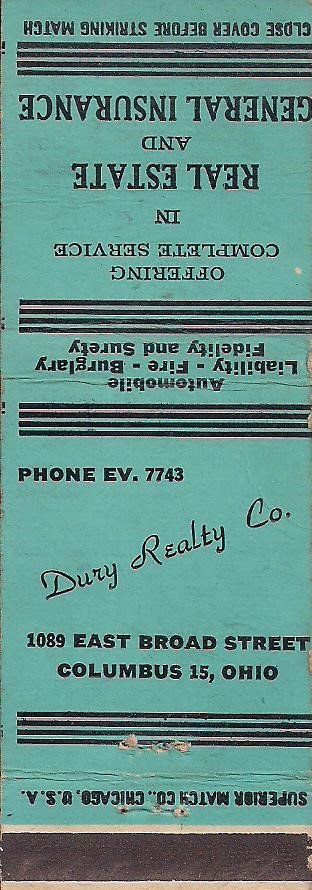 CLOSE COVER BEFORE STRIKING MATCH
OFFERING
COMPLETE SERVICE
IN
REAL ESTATE
AND
GENERAL INSURANCE
Automobile
Liability - Fire - Burglary
Fidelity and Surety
PHONE EV. 7743
Dury Realty Co.
1089 EAST BROAD STREET
COLUMBUS 15, OHIO
SUPERIOR MATCH CO., CHICAGO, U.S.A.